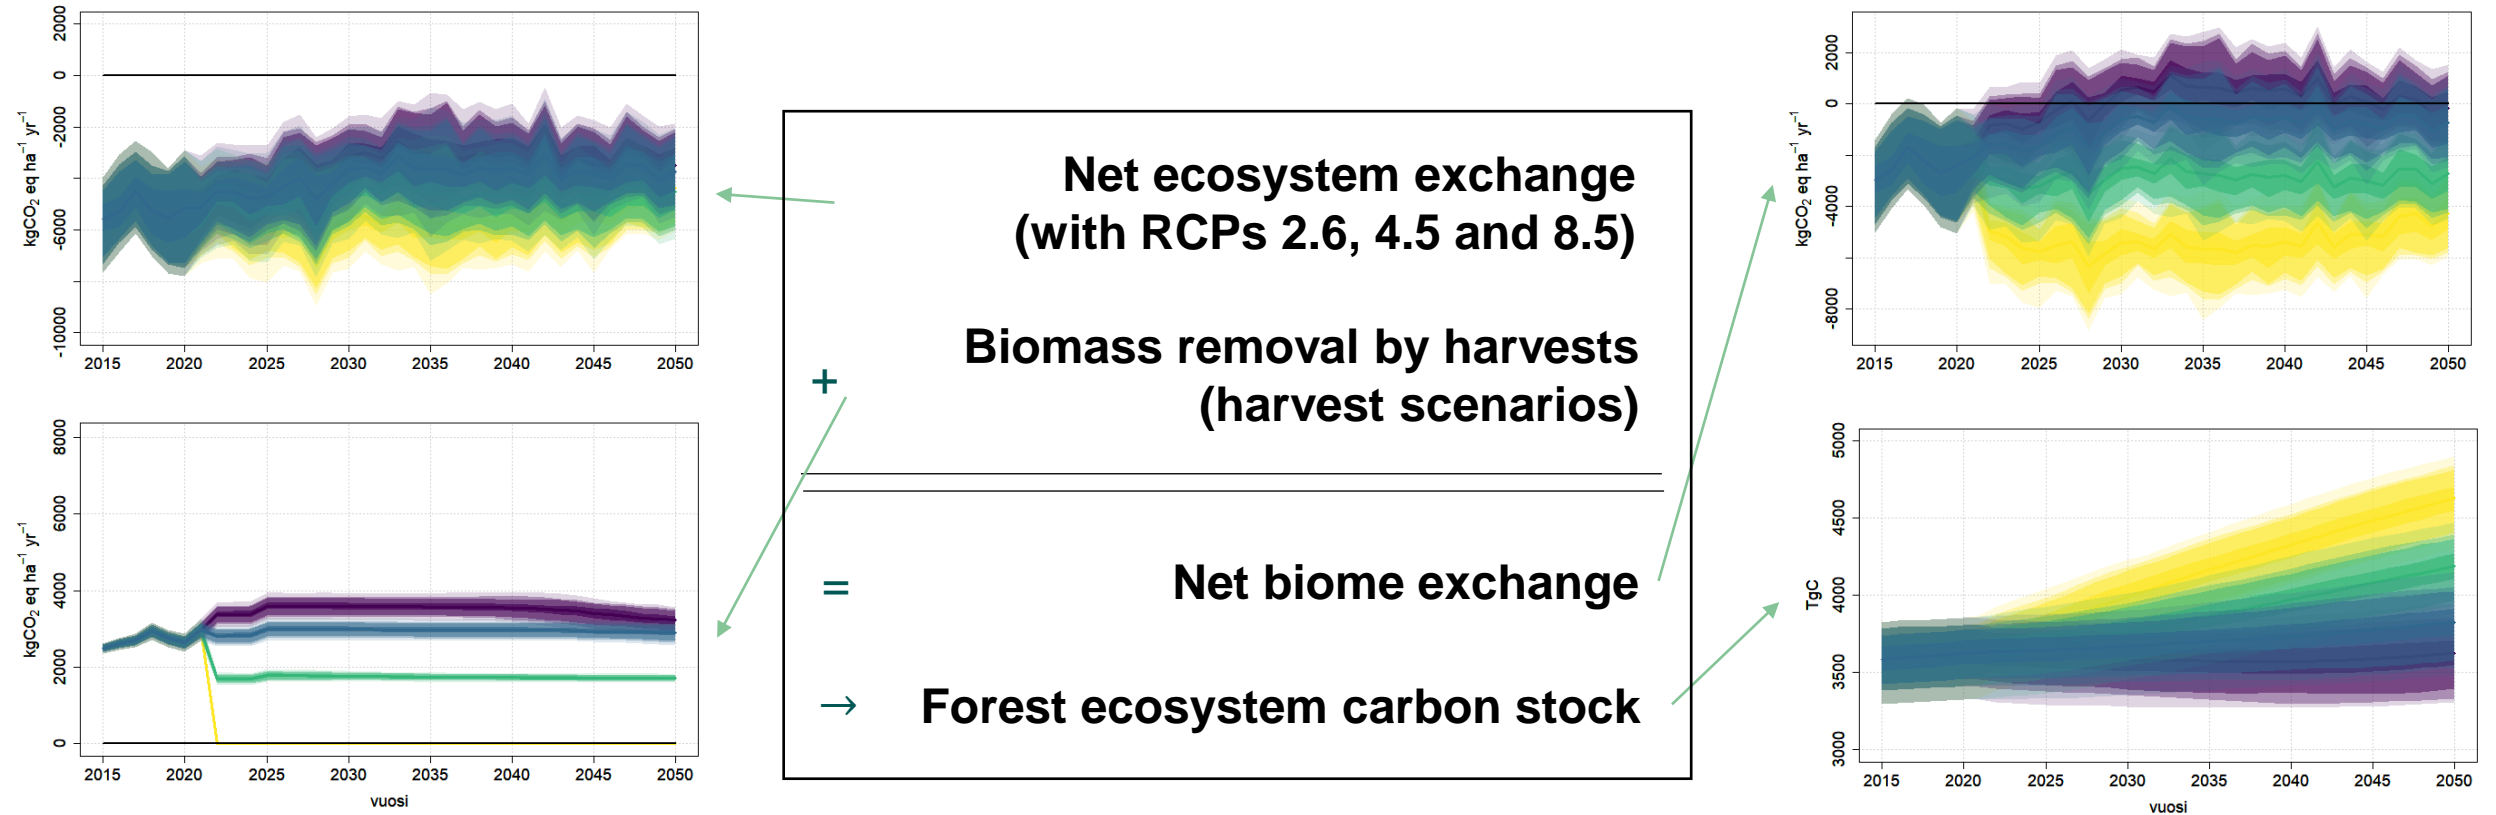 2000
0
-2000
-6000
-10000
kgCO₂ eq ha⁻¹ yr⁻¹
2015 2020 2025 2030 2035 2040 2045 2050
8000
6000
4000
2000
0
kgCO₂ eq ha⁻¹ yr⁻¹
2015 2020 2025 2030 2035 2040 2045 2050
vuosi
Net ecosystem exchange
(with RCPs 2.6, 4.5 and 8.5)
+
Biomass removal by harvests
(harvest scenarios)
= Net biome exchange
→ Forest ecosystem carbon stock
2000
0
-4000
-8000
kgCO₂ eq ha⁻¹ yr⁻¹
2015 2020 2025 2030 2035 2040 2045 2050
5000
4500
4000
3500
3000
TgC
2015 2020 2025 2030 2035 2040 2045 2050
vuosi